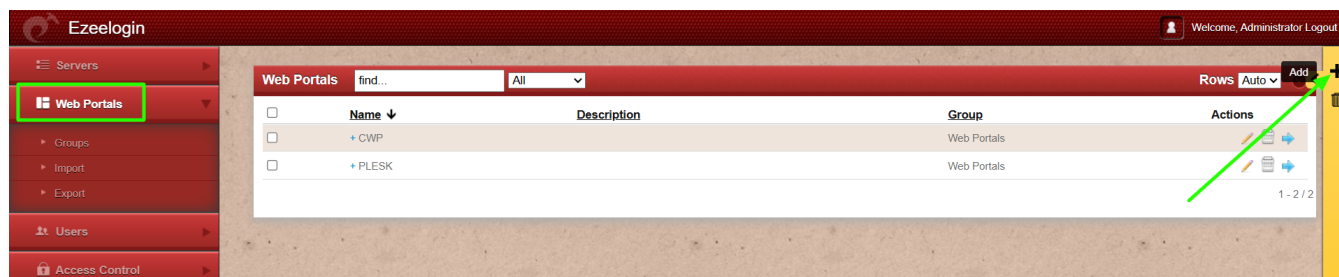 Ezeelogin
Welcome, Administrator Logout
Servers
Web Portals
Groups
Import
Export
Users
Access Control
Web Portals find... All Rows Auto Add
Name Description Group Actions
+ CWP Web Portals
+ PLESK Web Portals
1 - 2 / 2